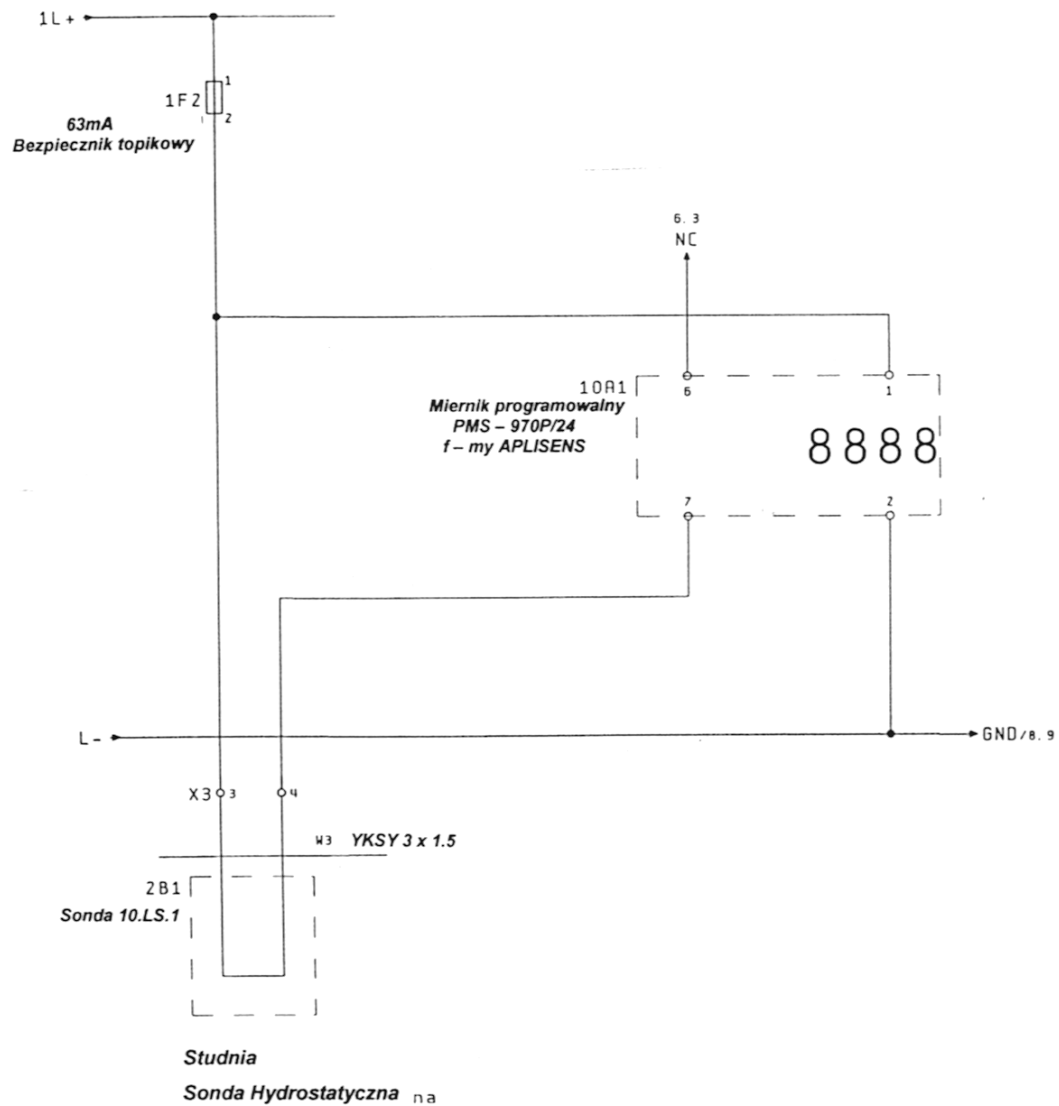 1L+
1
1F2
2
63mA
Bezpiecznik topikowy
6.3
NC
10A1
6
1
Miernik programowalny
PMS – 970P/24
f – my APLISENS
8888
7
2
L-
GND/8.9
X3
3
4
W3
YKSY 3 x 1.5
2B1
Sonda 10.LS.1
Studnia
Sonda Hydrostatyczna na